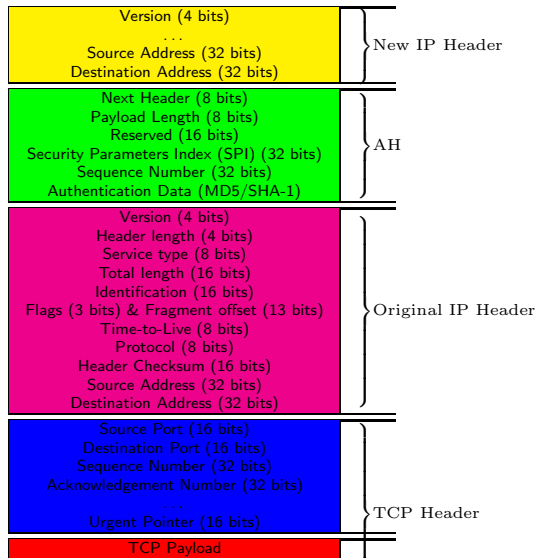 Version (4 bits)
. . .
Source Address (32 bits)
Destination Address (32 bits)
New IP Header
Next Header (8 bits)
Payload Length (8 bits)
Reserved (16 bits)
Security Parameters Index (SPI) (32 bits)
Sequence Number (32 bits)
Authentication Data (MD5/SHA-1)
AH
Version (4 bits)
Header length (4 bits)
Service type (8 bits)
Total length (16 bits)
Identification (16 bits)
Flags (3 bits) & Fragment offset (13 bits)
Time-to-Live (8 bits)
Protocol (8 bits)
Header Checksum (16 bits)
Source Address (32 bits)
Destination Address (32 bits)
Original IP Header
Source Port (16 bits)
Destination Port (16 bits)
Sequence Number (32 bits)
Acknowledgement Number (32 bits)
. . .
Urgent Pointer (16 bits)
TCP Header
TCP Payload